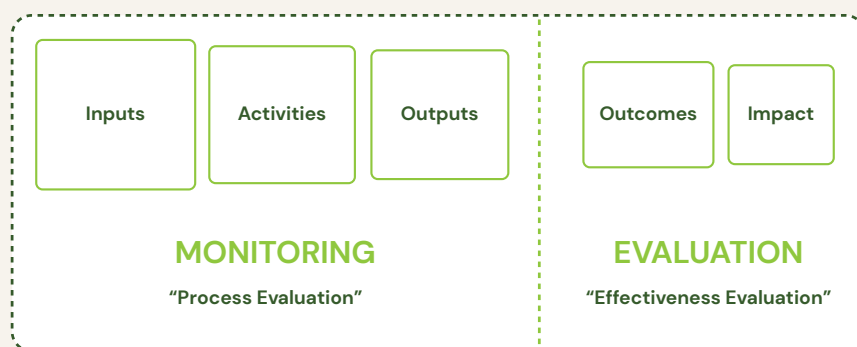 Inputs
Activities
Outputs
Outcomes
Impact
MONITORING
“Process Evaluation”
EVALUATION
“Effectiveness Evaluation”